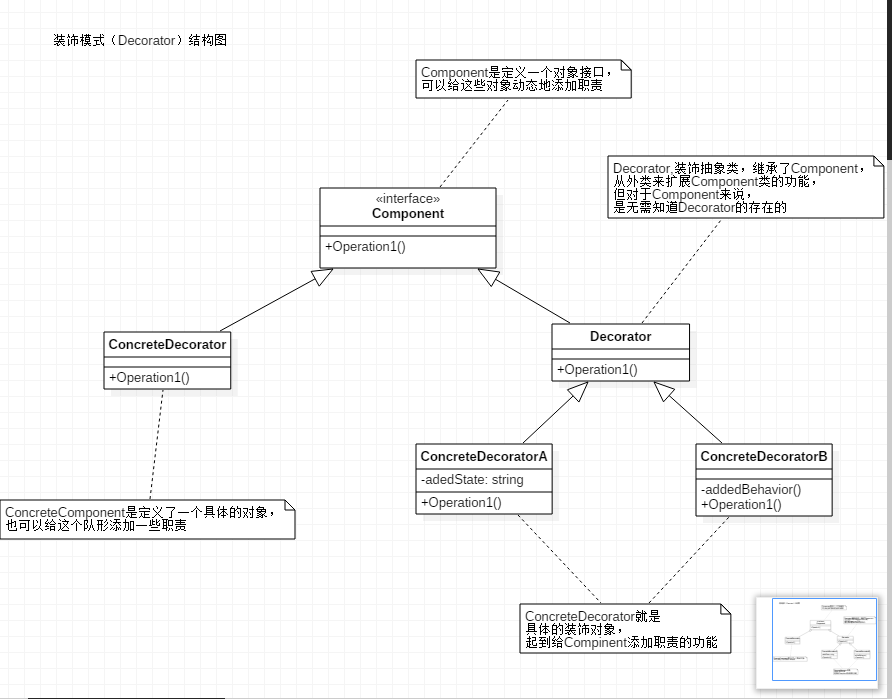 装饰模式（Decorator）结构图
Component是定义一个对象接口，
可以给这些对象动态地添加职责
Decorator,装饰抽象类，继承了Component，
从外类来扩展Component类的功能，
但对于Component来说，
是无需知道Decorator的存在的
«interface»
Component
+Operation1()
ConcreteDecorator
+Operation1()
Decorator
+Operation1()
ConcreteDecoratorA
-adedState: string
+Operation1()
ConcreteDecoratorB
-addedBehavior()
+Operation1()
ConcreteComponent是定义了一个具体的对象，
也可以给这个队形添加一些职责
ConcreteDecorator就是
具体的装饰对象，
起到给Compinent添加职责的功能